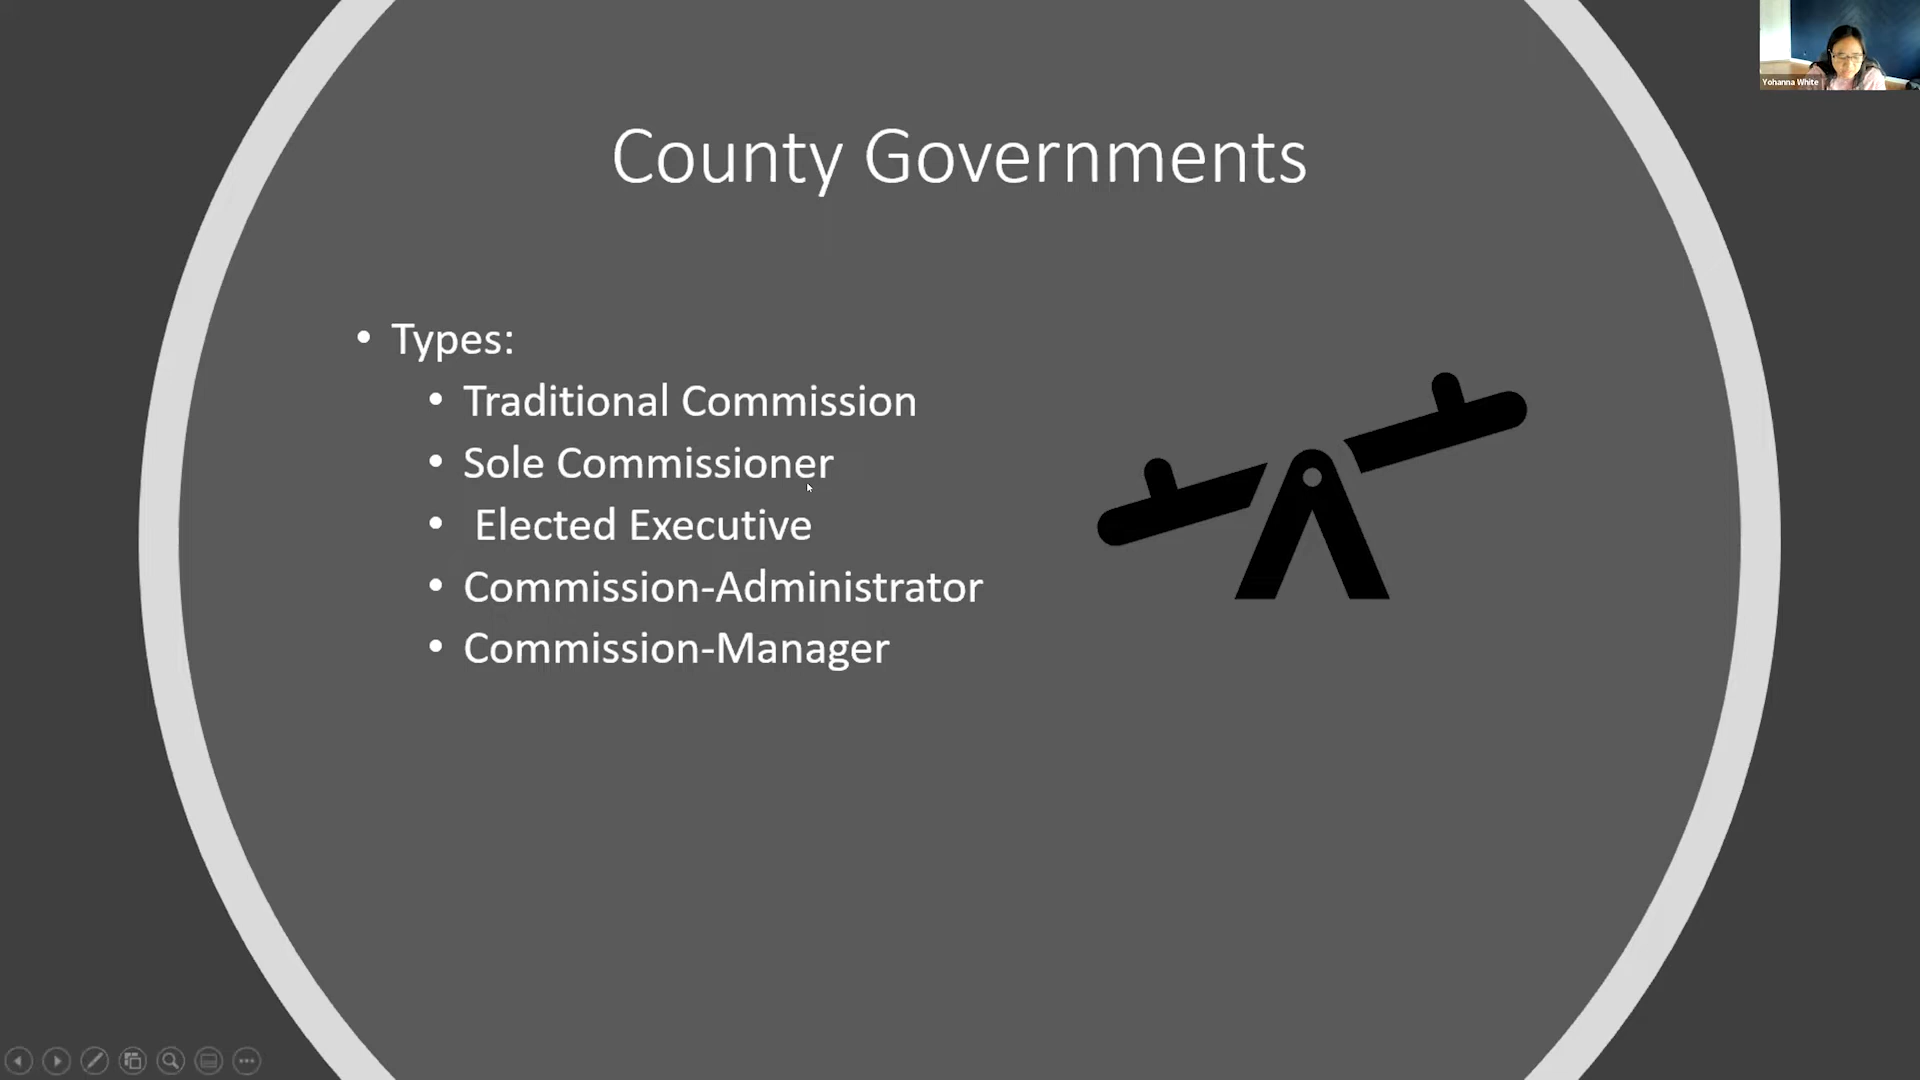 Yohanna White
County Governments
• Types:
• Traditional Commission
• Sole Commissioner
• Elected Executive
• Commission-Administrator
• Commission-Manager